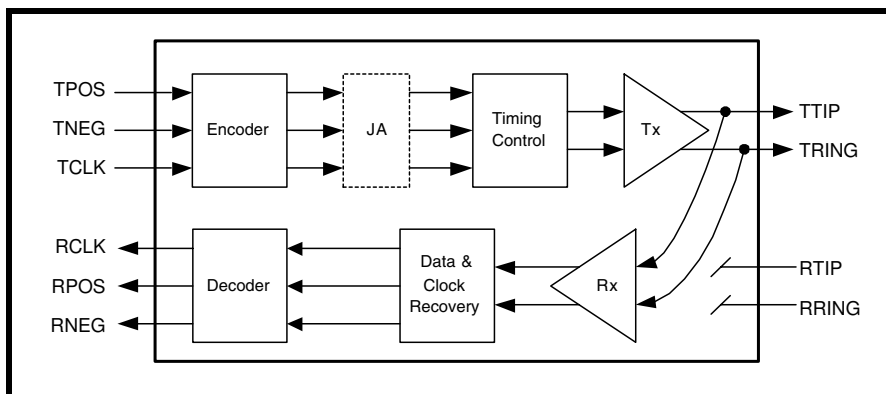 TPOS
TNEG
TCLK
Encoder
JA
Timing
Control
Tx
TTIP
TRING
RCLK
RPOS
RNEG
Decoder
Data &
Clock
Recovery
Rx
RTIP
RRING